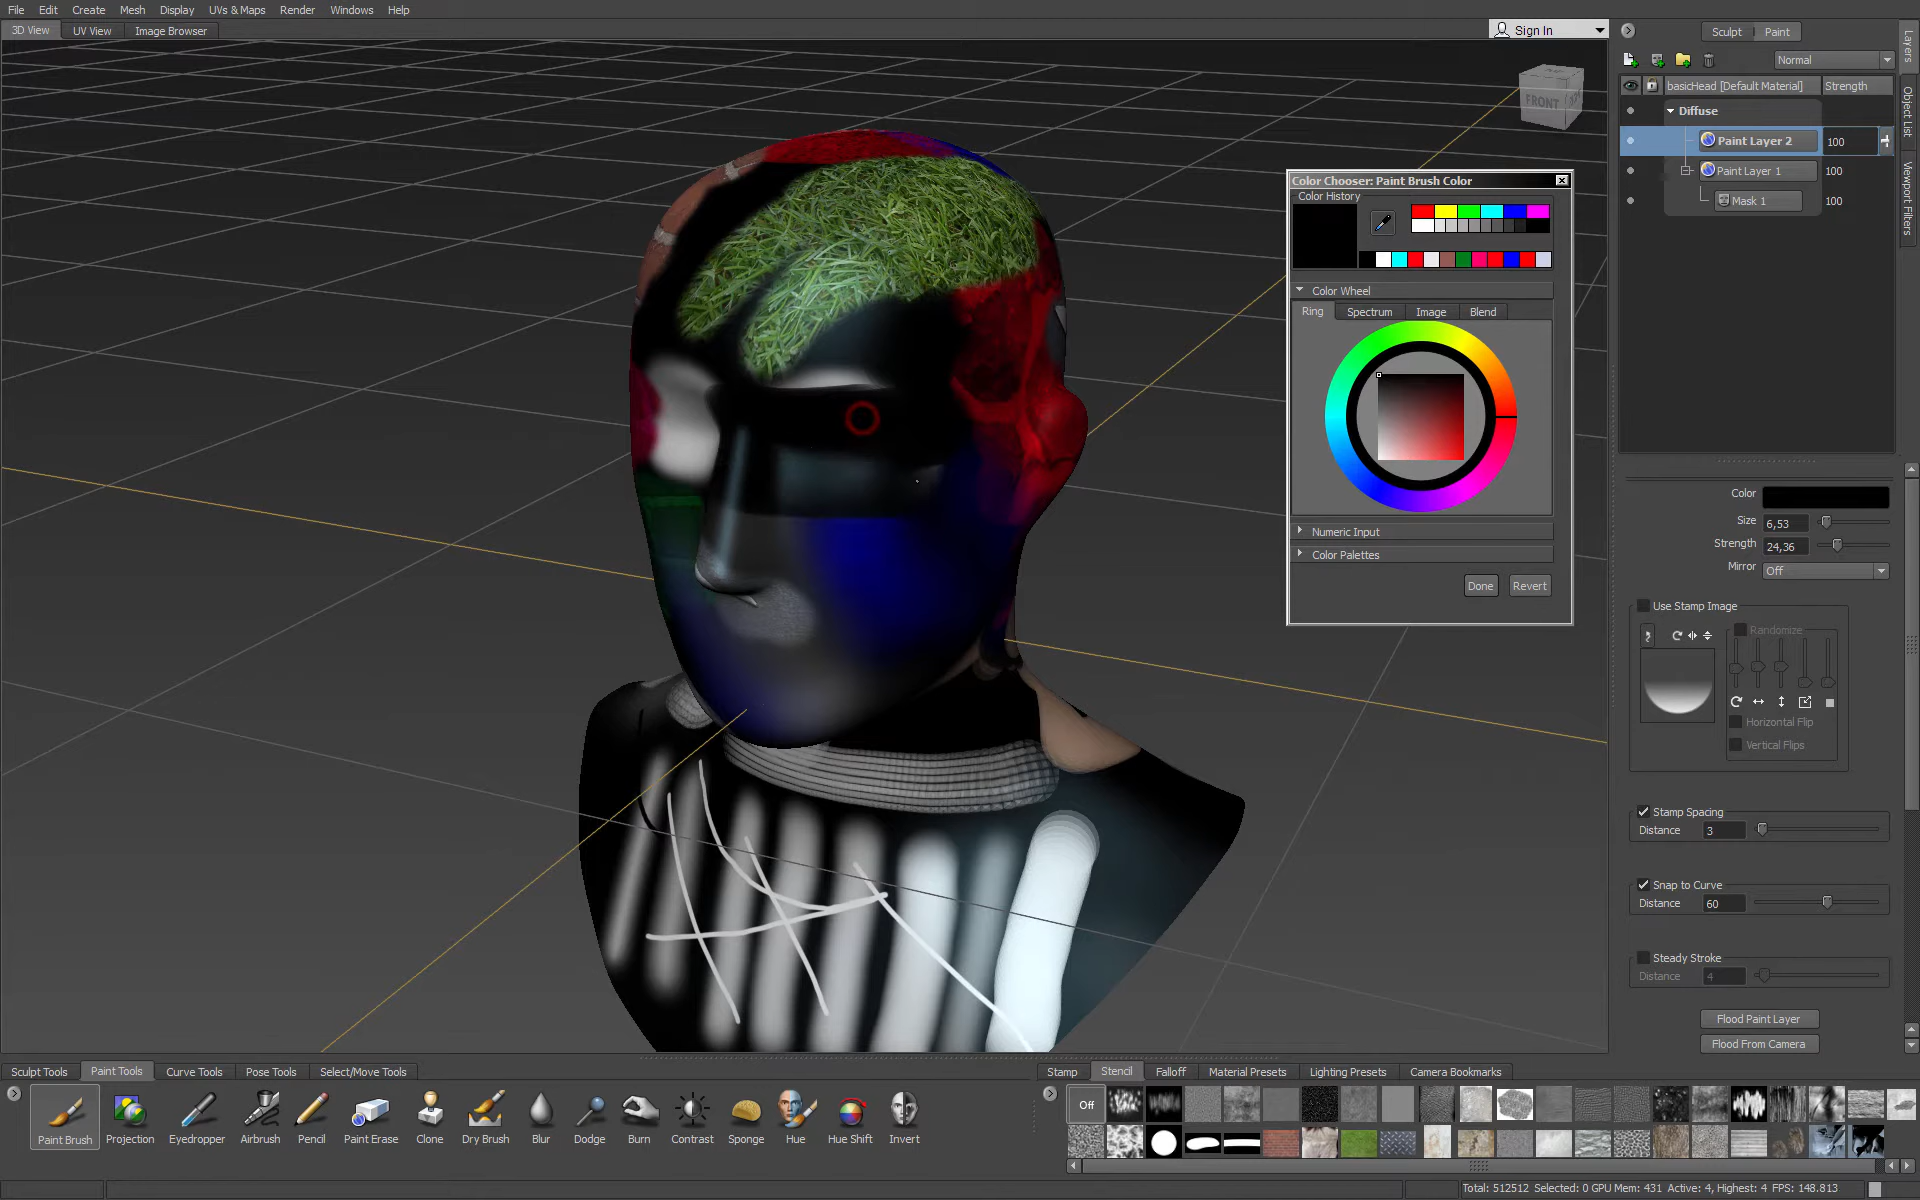 File Edit Create Mesh Display UVs & Maps Render Windows Help
3D View UV View Image Browser
Sign In
Sculpt Paint
Normal
basicHead [Default Material] Strength
Diffuse
Paint Layer 2 100
Paint Layer 1 100
Mask 1 100
Layers
Object List
Viewport Filters
FRONT
Color Chooser: Paint Brush Color
Color History
Color Wheel
Ring Spectrum Image Blend
Numeric Input
Color Palettes
Done Revert
Color
Size 6,53
Strength 24,36
Mirror Off
Use Stamp Image
Randomize
Horizontal Flip
Vertical Flips
Stamp Spacing
Distance 3
Snap to Curve
Distance 60
Steady Stroke
Distance 4
Flood Paint Layer
Flood From Camera
Sculpt Tools Paint Tools Curve Tools Pose Tools Select/Move Tools
Paint Brush Projection Eyedropper Airbrush Pencil Paint Erase Clone Dry Brush Blur Dodge Burn Contrast Sponge Hue Hue Shift Invert
Stamp Stencil Falloff Material Presets Lighting Presets Camera Bookmarks
Off
Total: 512512 Selected: 0 GPU Mem: 431 Active: 4, Highest: 4 FPS: 148.813